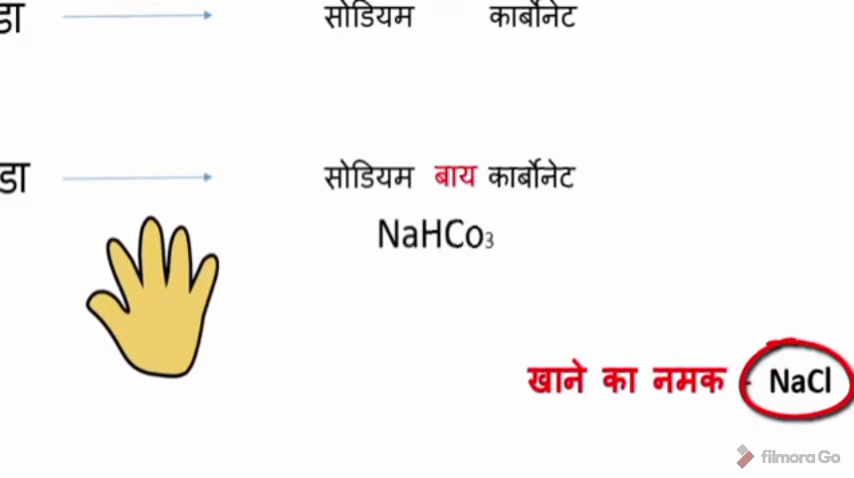 डा सोडियम कार्बोनेट
डा सोडियम बाय कार्बोनेट
NaHCo3
खाने का नमक - NaCl
filmora Go